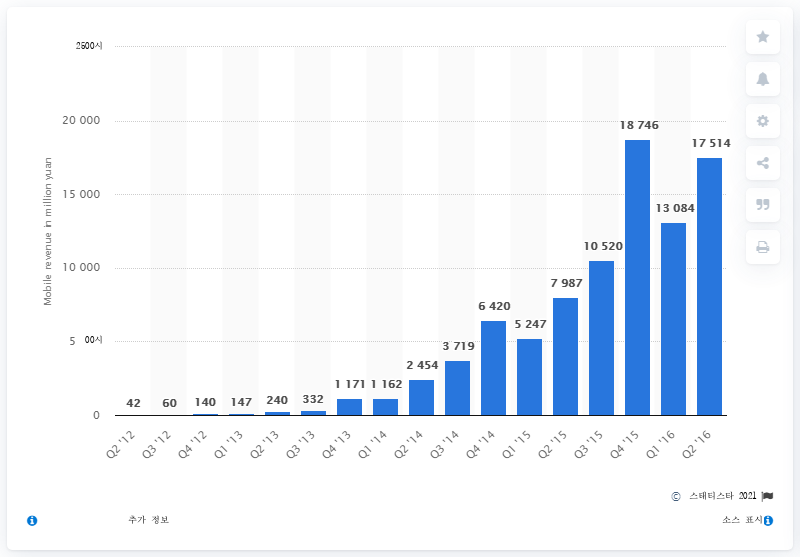 2500시
20 000
15 000
10 000
5 00시
0
Mobile revenue in million yuan
42
60
140
147
240
332
1 171
1 162
2 454
3 719
6 420
5 247
7 987
10 520
18 746
13 084
17 514
Q2 '12
Q3 '12
Q4 '12
Q1 '13
Q2 '13
Q3 '13
Q4 '13
Q1 '14
Q2 '14
Q3 '14
Q4 '14
Q1 '15
Q2 '15
Q3 '15
Q4 '15
Q1 '16
Q2 '16
© 스태티스타 2021
추가 정보
소스 표시